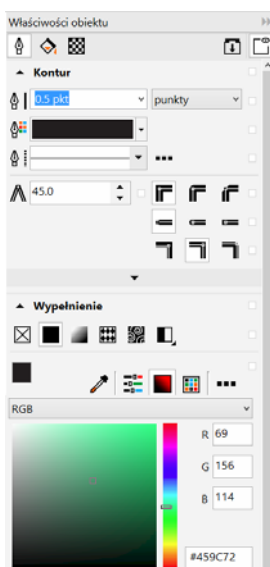 Właściwości obiektu
Kontur
0.5 pkt
punkty
45.0
Wypełnienie
RGB
R 69
G 156
B 114
#459C72